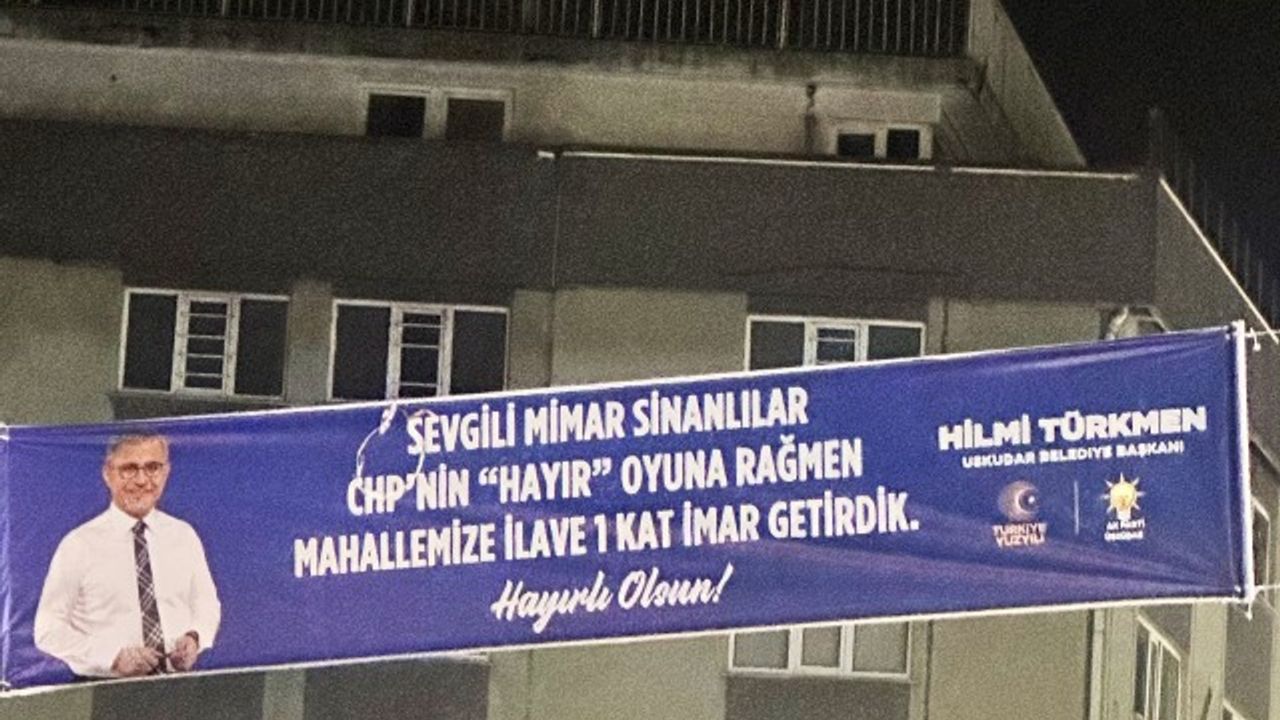 SEVGİLİ MİMAR SİNANLILAR
CHP'NİN “HAYIR” OYUNA RAĞMEN
MAHALLEMİZE İLAVE 1 KAT İMAR GETİRDİK.
Hayırlı Olsun!
HİLMİ TÜRKMEN
ÜSKÜDAR BELEDİYE BAŞKANI
TÜRKİYE
YÜZYILI
AK PARTİ
ÜSKÜDAR